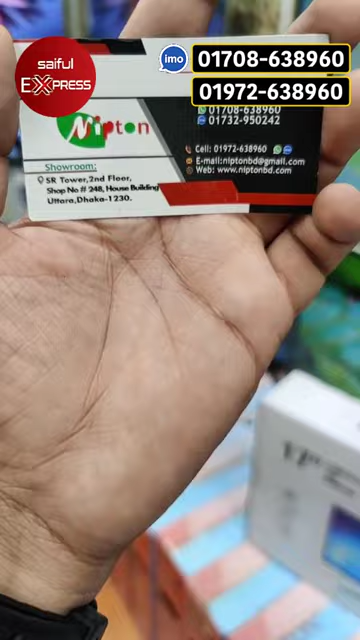 saiful
EXPRESS
imo
01708-638960
01972-638960
Nipton
01708-638960
01732-950242
Showroom:
SR Tower,2nd Floor,
Shop No # 248, House Building
Uttara,Dhaka-1230.
Cell: 01972-638960
E-mail:niptonbd@gmail.com
Web: www.niptonbd.com